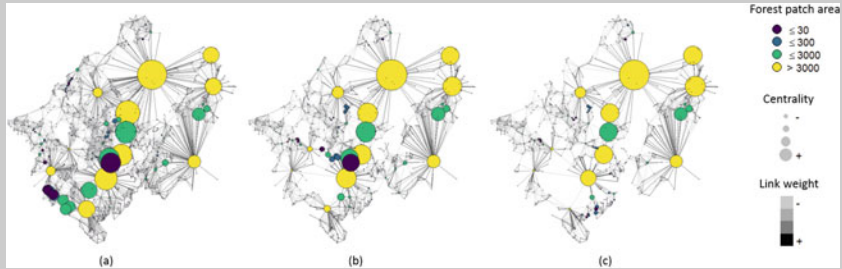 Forest patch area
≤ 30
≤ 300
≤ 3000
> 3000
Centrality
-
+
Link weight
-
+
(a)
(b)
(c)